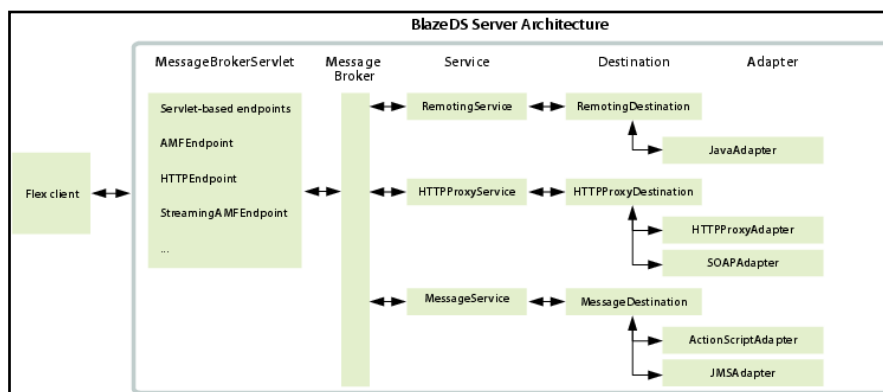 BlazeDS Server Architecture
MessageBrokerServlet
Message
Broker
Service
Destination
Adapter
Servlet-based endpoints
AMFEndpoint
HTTPEndpoint
StreamingAMFEndpoint
...
Flex client
RemotingService
RemotingDestination
JavaAdapter
HTTPProxyService
HTTPProxyDestination
HTTPProxyAdapter
SOAPAdapter
MessageService
MessageDestination
ActionScriptAdapter
JMSAdapter